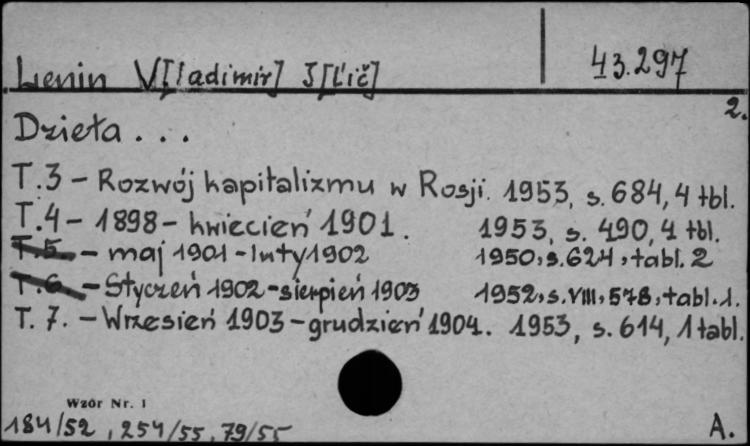 43.297
Lenin V[ladimir] I[l'ič]
2.
Dzieła . . .
T.3 – Rozwój kapitalizmu w Rosji. 1953, s. 684, 4 tbl.
T.4 – 1898 – kwiecień 1901. 1953, s. 490, 4 tbl.
T.5 – maj 1901 – luty 1902 1950, s. 624, tabl. 2
T.6. – Styczeń 1902 – sierpień 1903 1952, s. VIII, 578, tabl. 1.
T. 7. – Wrzesień 1903 – grudzień 1904. 1953, s. 614, 1 tabl.
Wzór Nr. 1
184/52, 254/55, 79/55
A.